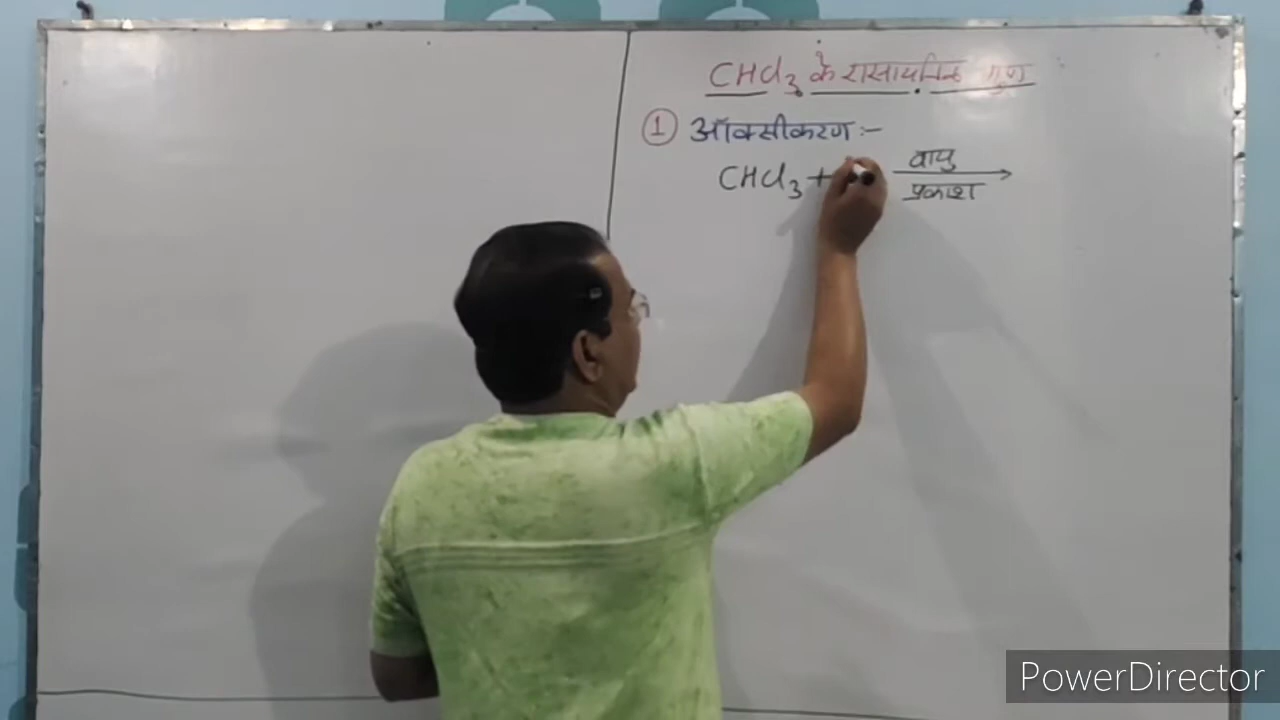 CHCl3 के रासायनिक गुण
1 ऑक्सीकरण :-
CHCl3 + वायु
प्रकाश
PowerDirector